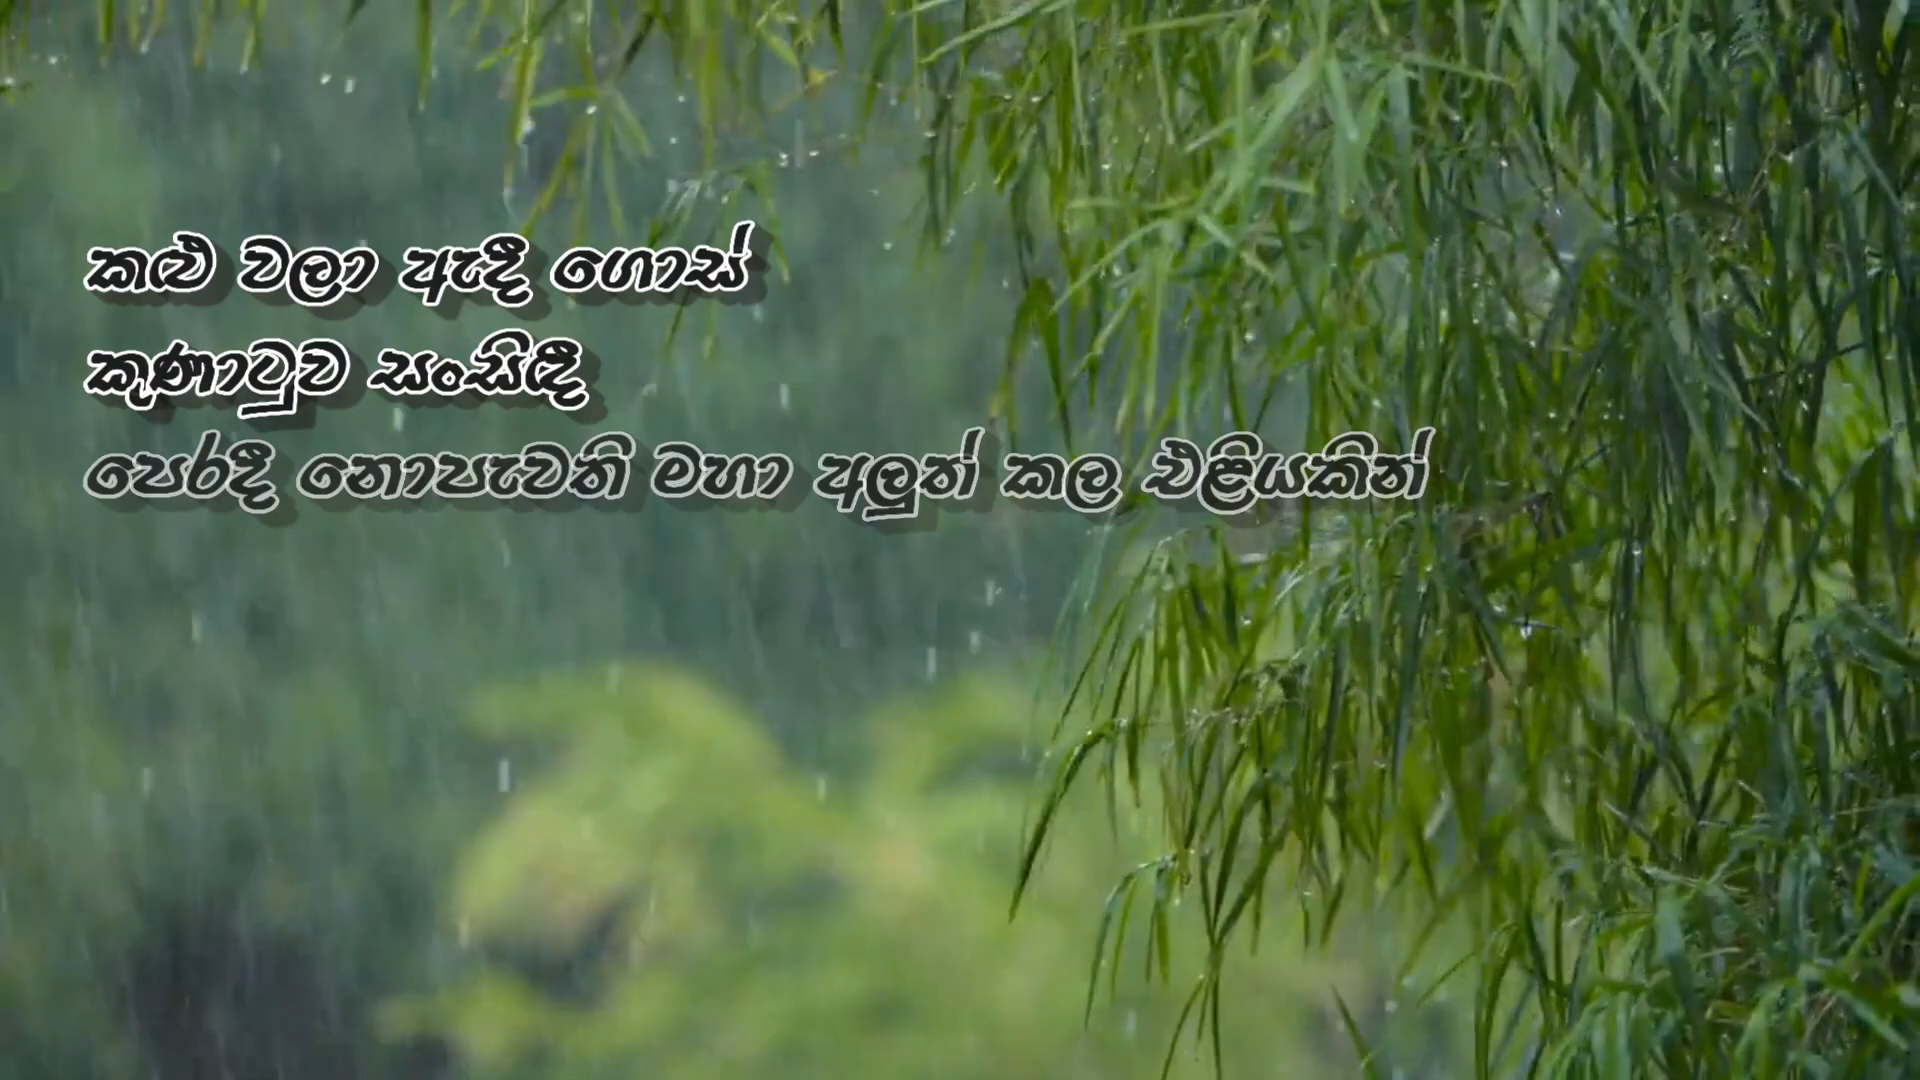 කළු වලා ඇදී ගොස්
කුණාටුව සංසිඳී
පෙරදී නොපැවති මහා අලුත් කල එළියකින්